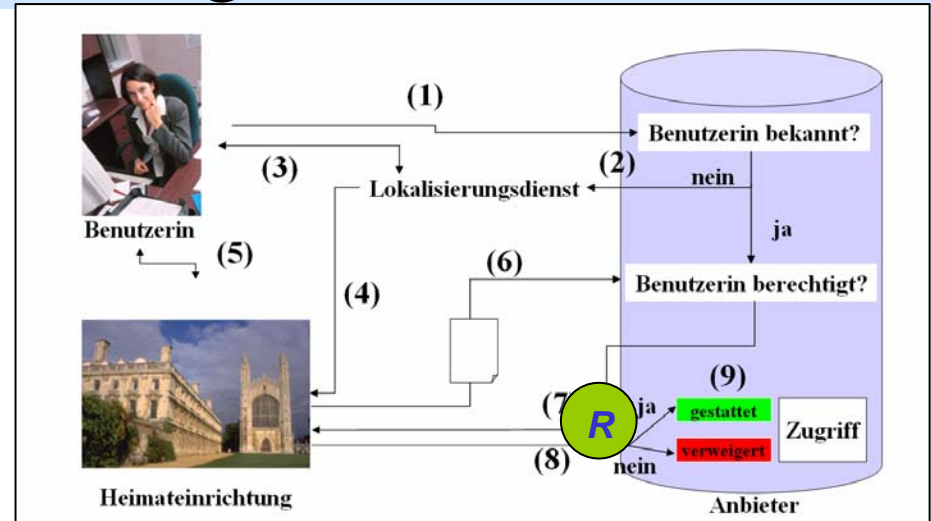 (1)
Benutzerin bekannt?
(2)
(3)
nein
Lokalisierungsdienst
Benutzerin
ja
(5)
(6)
(4)
Benutzerin berechtigt?
(9)
(7
R
ja
gestattet
Zugriff
verweigert
(8)
nein
Heimateinrichtung
Anbieter